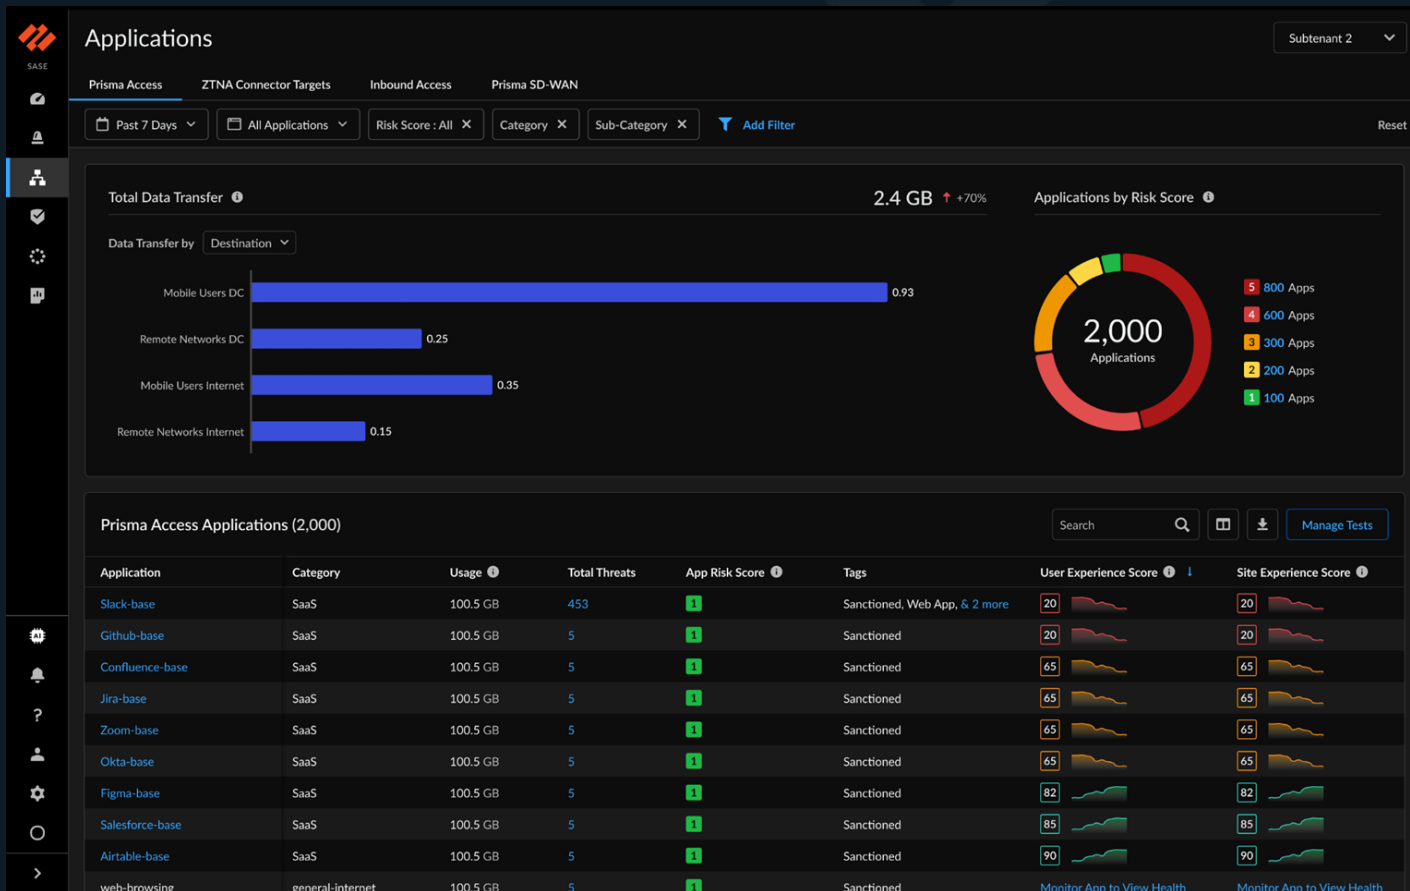 Applications
Subtenant 2
SASE
Prisma Access ZTNA Connector Targets Inbound Access Prisma SD-WAN
Past 7 Days All Applications Risk Score : All Category Sub-Category Add Filter Reset
Total Data Transfer 2.4 GB +70%
Data Transfer by Destination
Mobile Users DC 0.93
Remote Networks DC 0.25
Mobile Users Internet 0.35
Remote Networks Internet 0.15
Applications by Risk Score
2,000
Applications
5 800 Apps
4 600 Apps
3 300 Apps
2 200 Apps
1 100 Apps
Prisma Access Applications (2,000) Search Manage Tests
Application Category Usage Total Threats App Risk Score Tags User Experience Score Site Experience Score
Slack-base SaaS 100.5 GB 453 1 Sanctioned, Web App, & 2 more 20 20
Github-base SaaS 100.5 GB 5 1 Sanctioned 20 20
Confluence-base SaaS 100.5 GB 5 1 Sanctioned 65 65
Jira-base SaaS 100.5 GB 5 1 Sanctioned 65 65
Zoom-base SaaS 100.5 GB 5 1 Sanctioned 65 65
Okta-base SaaS 100.5 GB 5 1 Sanctioned 65 65
Figma-base SaaS 100.5 GB 5 1 Sanctioned 82 82
Salesforce-base SaaS 100.5 GB 5 1 Sanctioned 85 85
Airtable-base SaaS 100.5 GB 5 1 Sanctioned 90 90
web-browsing general-internet 100.5 GB 5 1 Sanctioned Monitor App to View Health Monitor App to View Health
AI
?